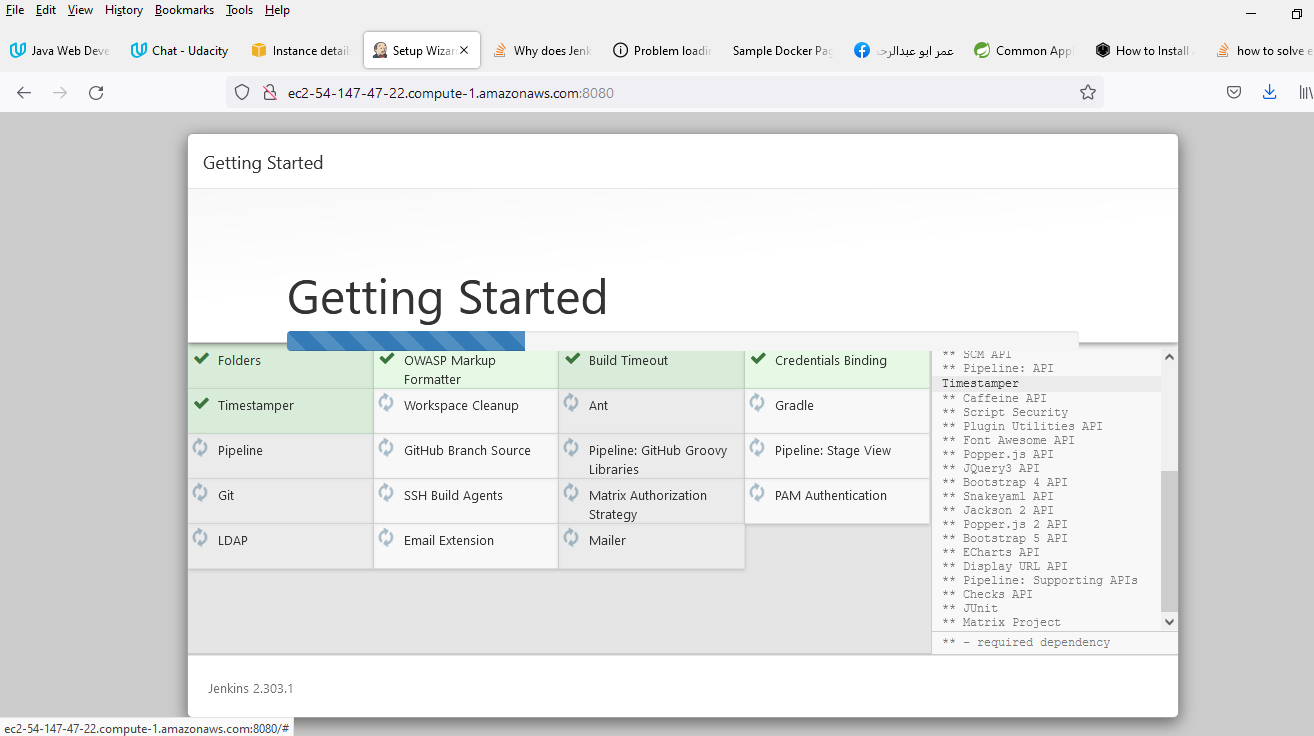 File Edit View History Bookmarks Tools Help
Java Web Deve
Chat - Udacity
Instance detail
Setup Wizar
Why does Jenk
Problem loadin
Sample Docker Pag
عمر ابو عبدالرح
Common App
How to Install
how to solve e
ec2-54-147-47-22.compute-1.amazonaws.com:8080
Getting Started
Getting Started
Folders
OWASP Markup
Formatter
Build Timeout
Credentials Binding
Timestamper
Workspace Cleanup
Ant
Gradle
Pipeline
GitHub Branch Source
Pipeline: GitHub Groovy
Libraries
Pipeline: Stage View
Git
SSH Build Agents
Matrix Authorization
Strategy
PAM Authentication
LDAP
Email Extension
Mailer
** SCM API
** Pipeline: API
Timestamper
** Caffeine API
** Script Security
** Plugin Utilities API
** Font Awesome API
** Popper.js API
** JQuery3 API
** Bootstrap 4 API
** Snakeyaml API
** Jackson 2 API
** Popper.js 2 API
** Bootstrap 5 API
** ECharts API
** Display URL API
** Pipeline: Supporting APIs
** Checks API
** JUnit
** Matrix Project
** - required dependency
Jenkins 2.303.1
ec2-54-147-47-22.compute-1.amazonaws.com:8080/#